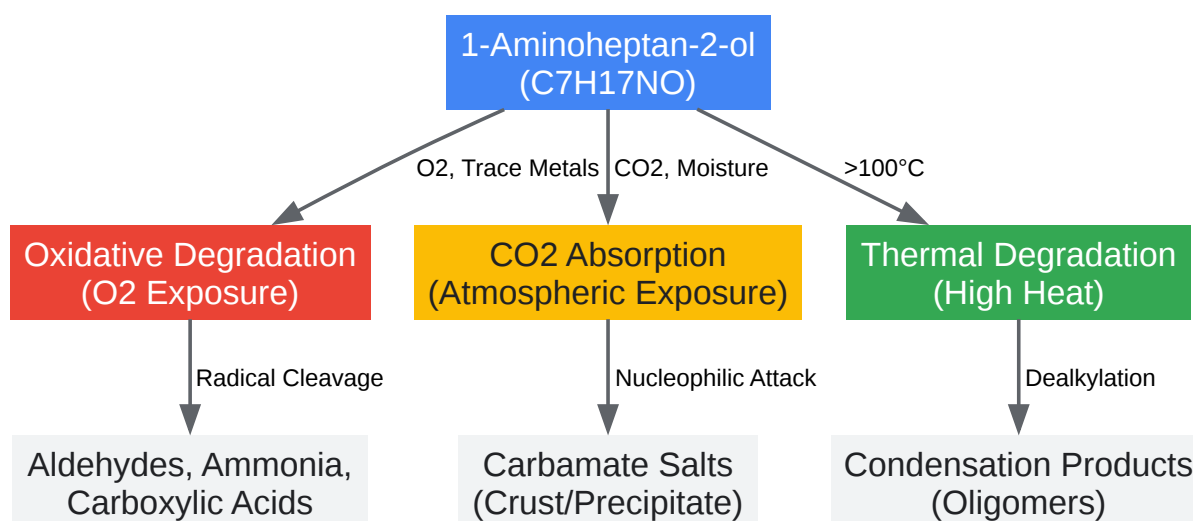 1-Aminoheptan-2-ol
(C7H17NO)
O2, Trace Metals
CO2, Moisture
>100°C
Oxidative Degradation
(O2 Exposure)
CO2 Absorption
(Atmospheric Exposure)
Thermal Degradation
(High Heat)
Radical Cleavage
Nucleophilic Attack
Dealkylation
Aldehydes, Ammonia,
Carboxylic Acids
Carbamate Salts
(Crust/Precipitate)
Condensation Products
(Oligomers)